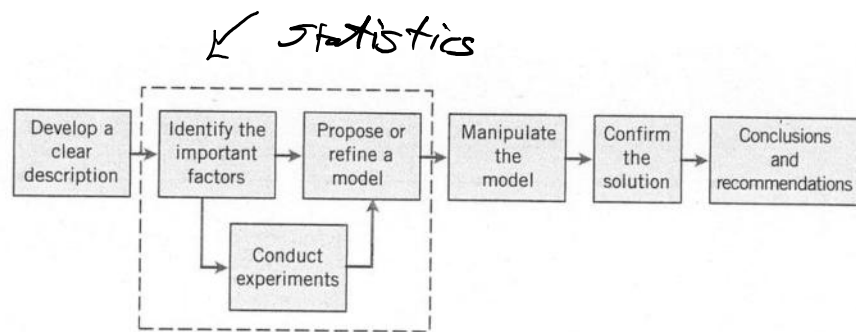 statistics
Develop a
clear
description
Identify the
important
factors
Propose or
refine a
model
Manipulate
the
model
Confirm
the
solution
Conclusions
and
recommendations
Conduct
experiments